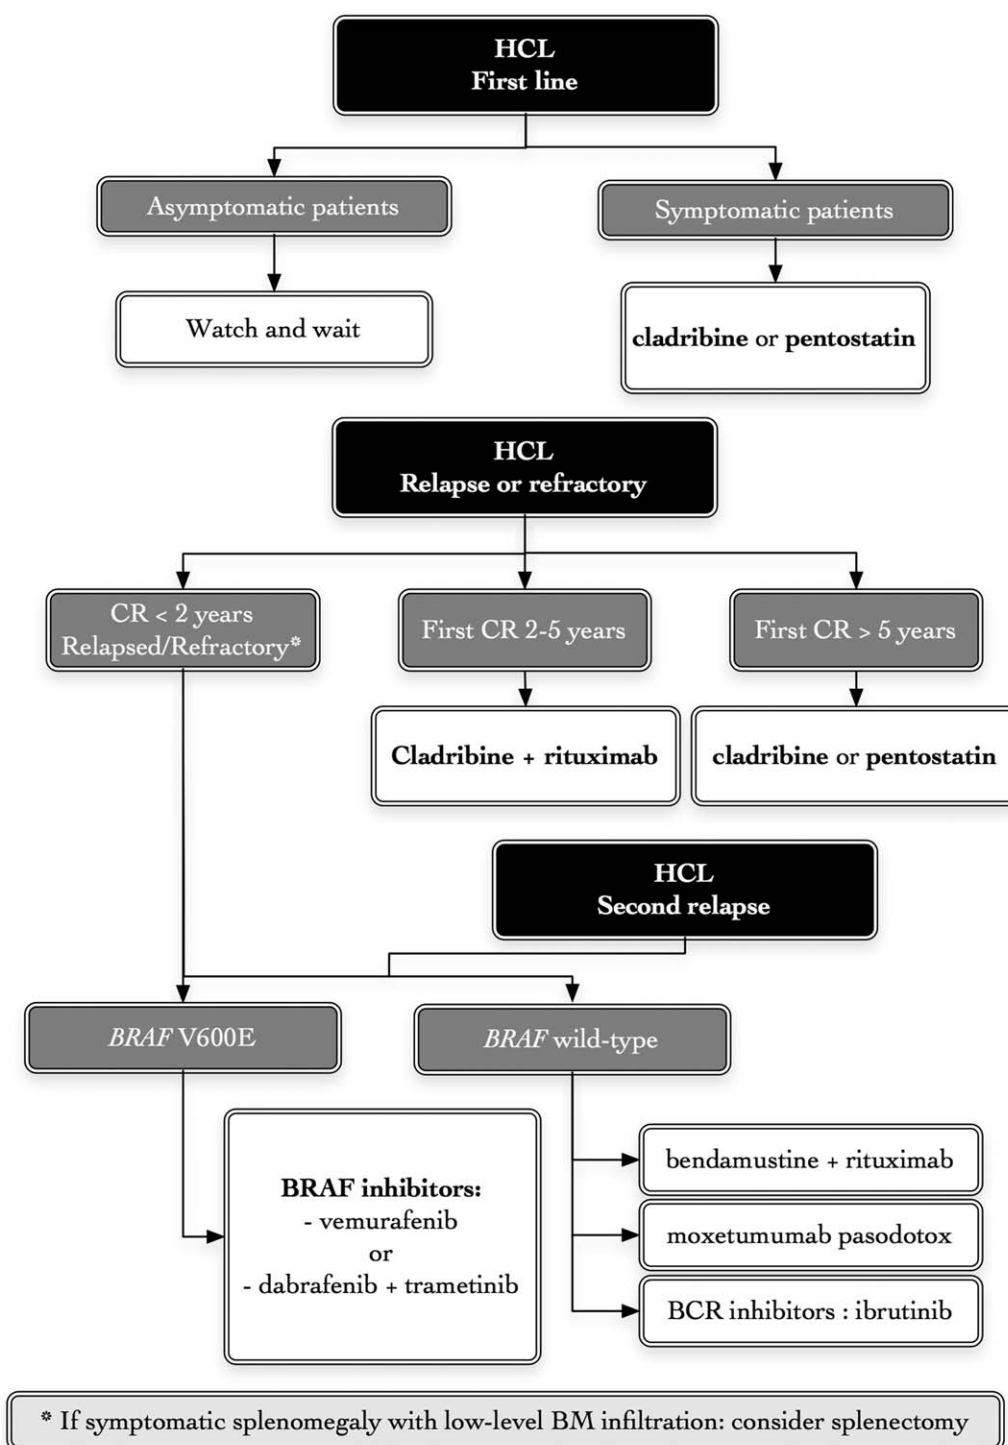 HCL
First line
Asymptomatic patients
Symptomatic patients
Watch and wait
cladribine or pentostatin
HCL
Relapse or refractory
CR < 2 years
Relapsed/Refractory*
First CR 2-5 years
First CR > 5 years
Cladribine + rituximab
cladribine or pentostatin
HCL
Second relapse
BRAF V600E
BRAF wild-type
BRAF inhibitors:
- vemurafenib
or
- dabrafenib + trametinib
bendamustine + rituximab
moxetumumab pasodotox
BCR inhibitors : ibrutinib
* If symptomatic splenomegaly with low-level BM infiltration: consider splenectomy